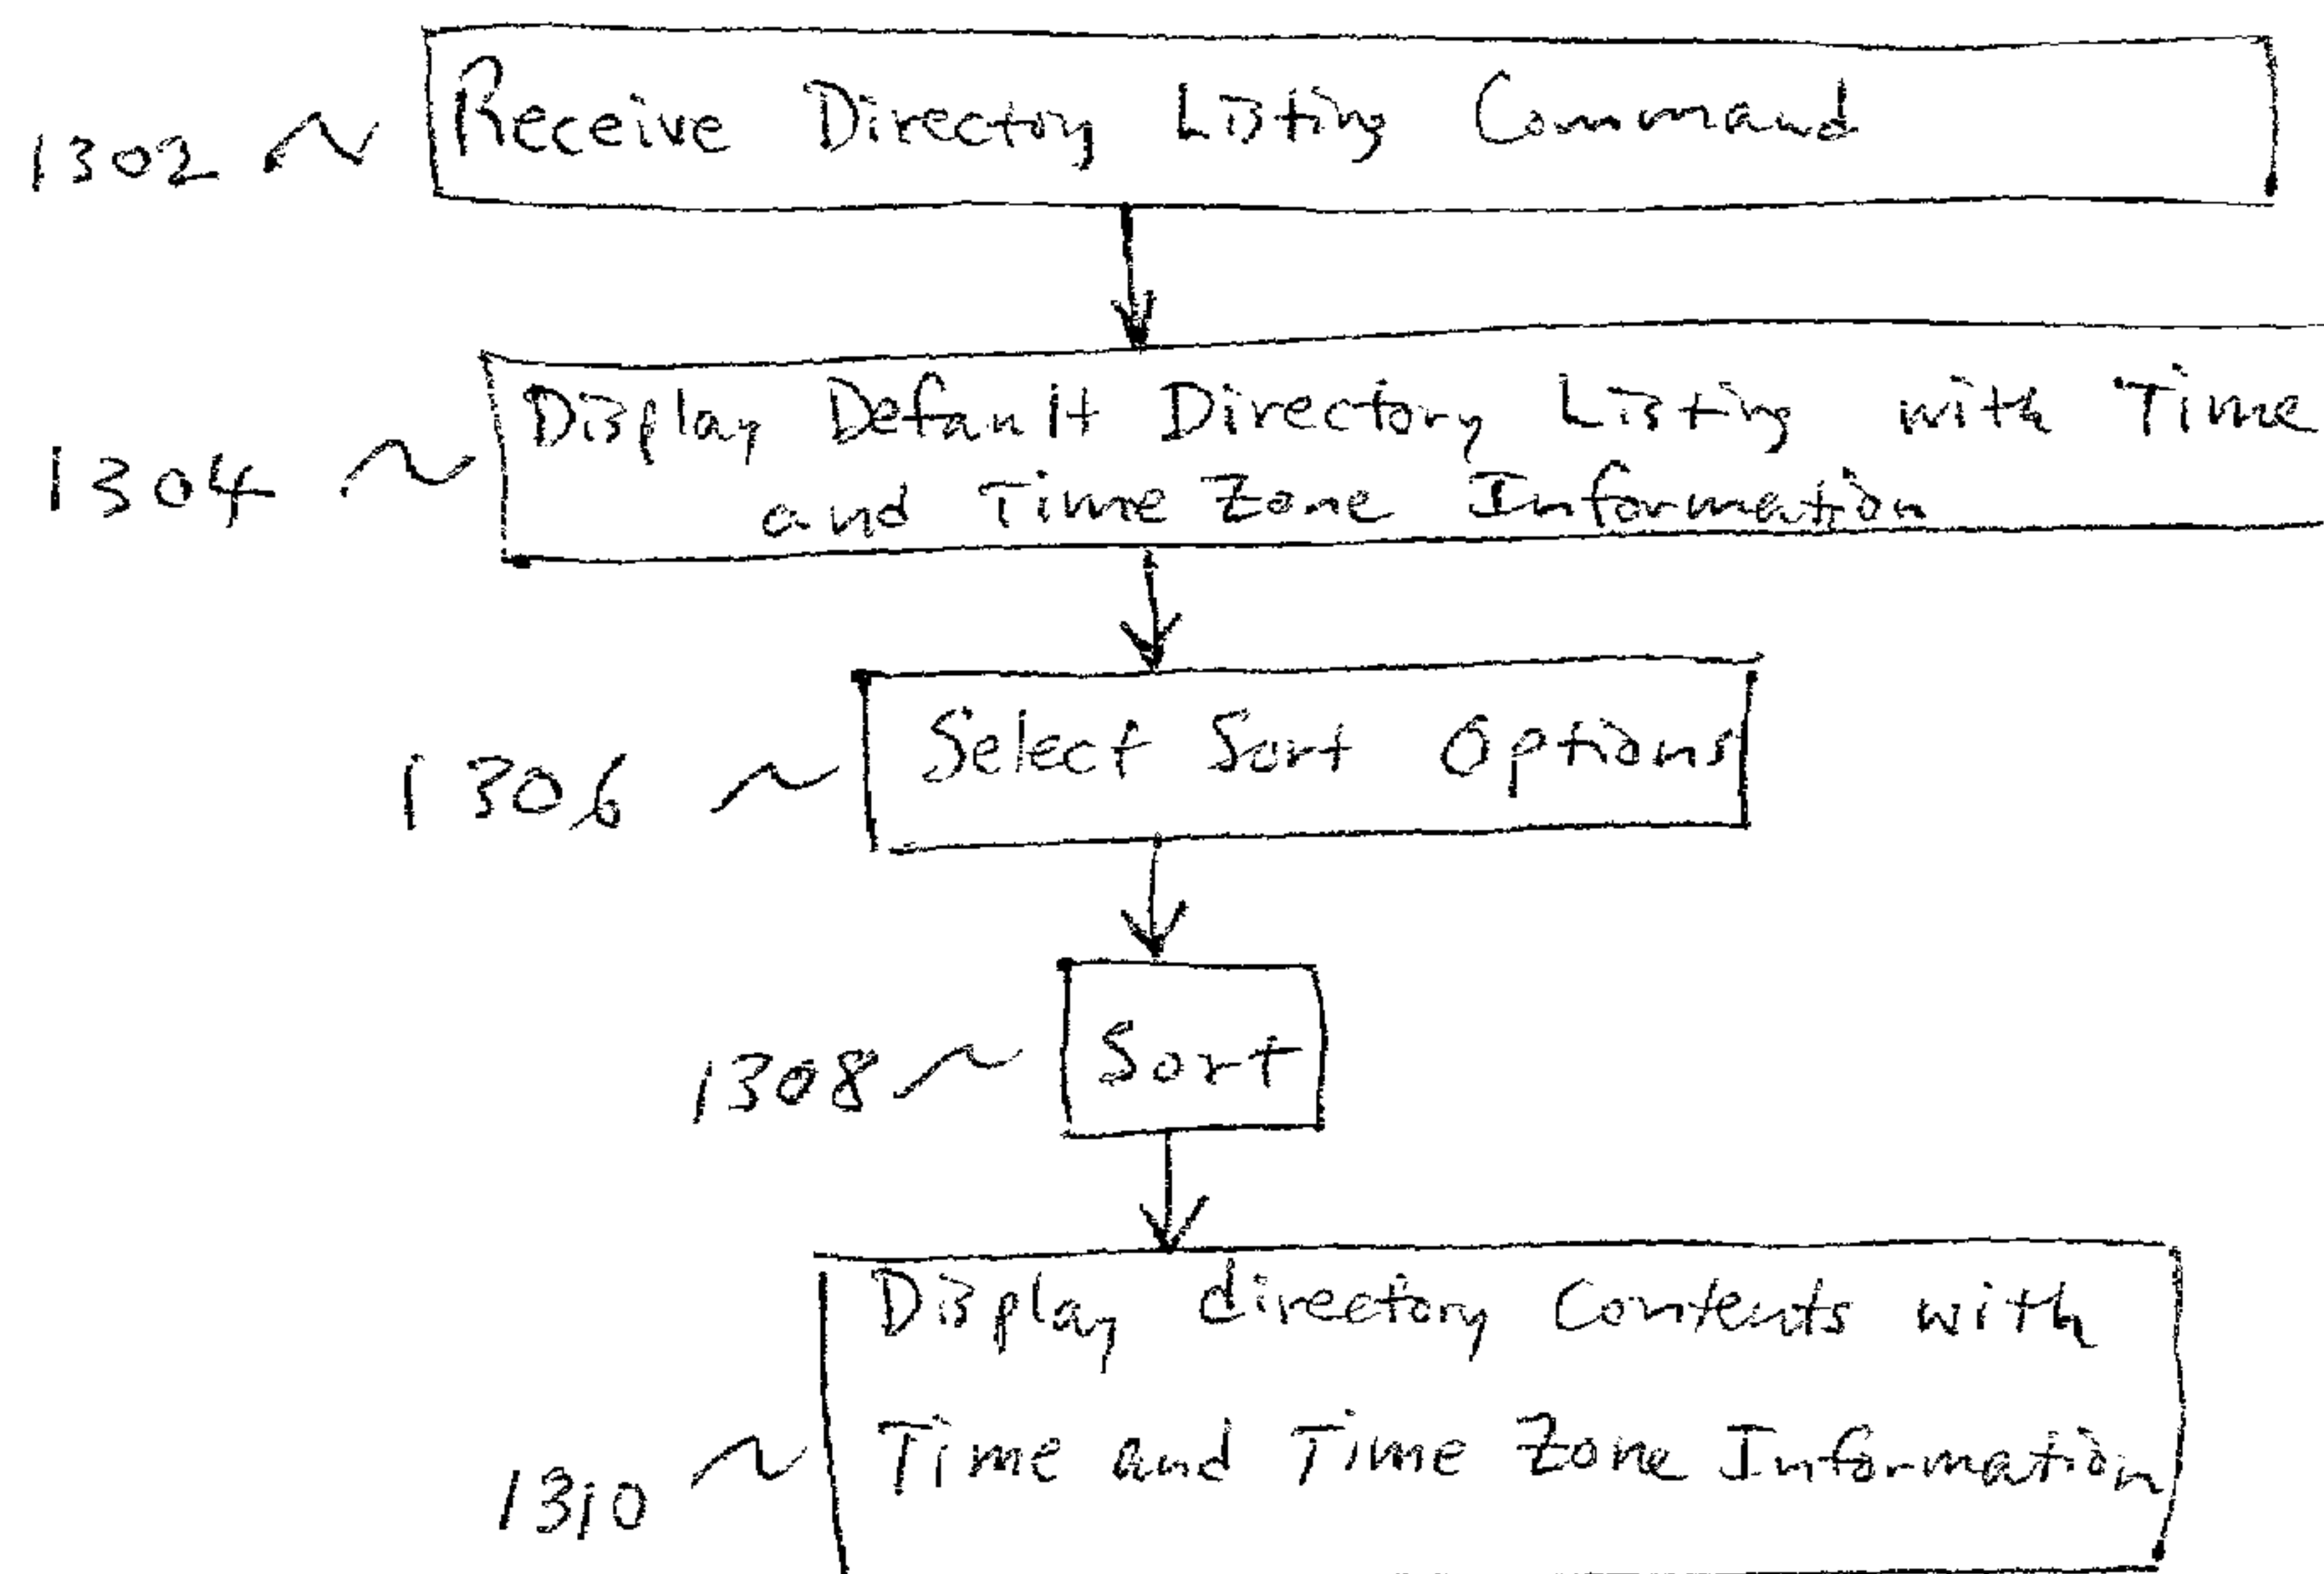 1302 Receive Directory Listing Command
1304 Display Default Directory Listing with Time
and Time Zone Information
1306 Select Sort Options
1308 Sort
Display directory Contents with
1310 Time and Time Zone Information